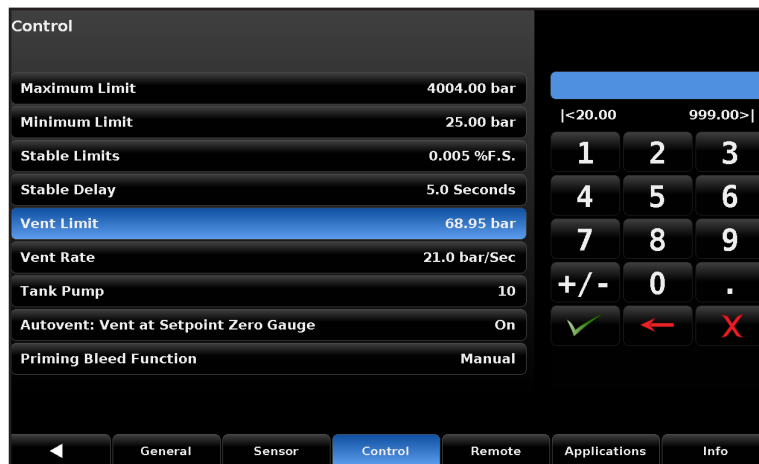 Control
Maximum Limit 4004.00 bar
Minimum Limit 25.00 bar
Stable Limits 0.005 %F.S.
Stable Delay 5.0 Seconds
Vent Limit 68.95 bar
Vent Rate 21.0 bar/Sec
Tank Pump 10
Autovent: Vent at Setpoint Zero Gauge On
Priming Bleed Function Manual
|<20.00 999.00>|
1 2 3
4 5 6
7 8 9
+/- 0 .
General Sensor Control Remote Applications Info